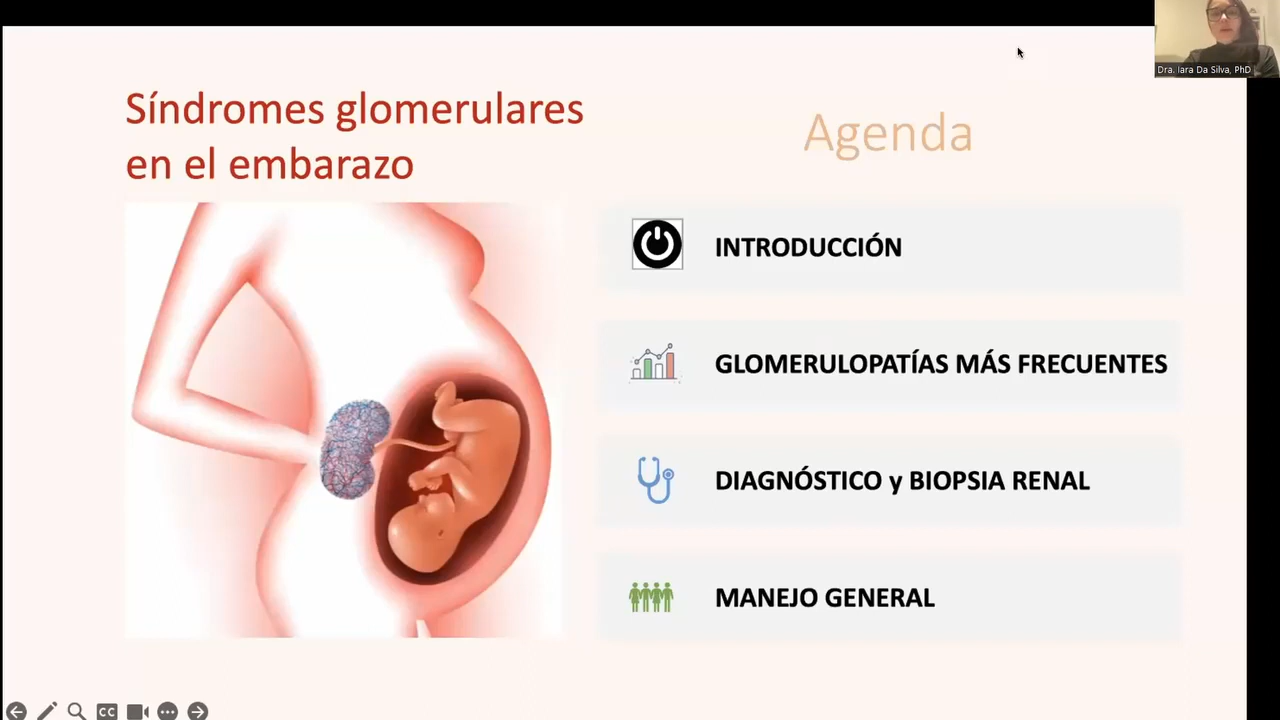 Síndromes glomerulares
en el embarazo
Agenda
INTRODUCCIÓN
GLOMERULOPATÍAS MÁS FRECUENTES
DIAGNÓSTICO y BIOPSIA RENAL
MANEJO GENERAL
Dra. Iara Da Silva, PhD
CC